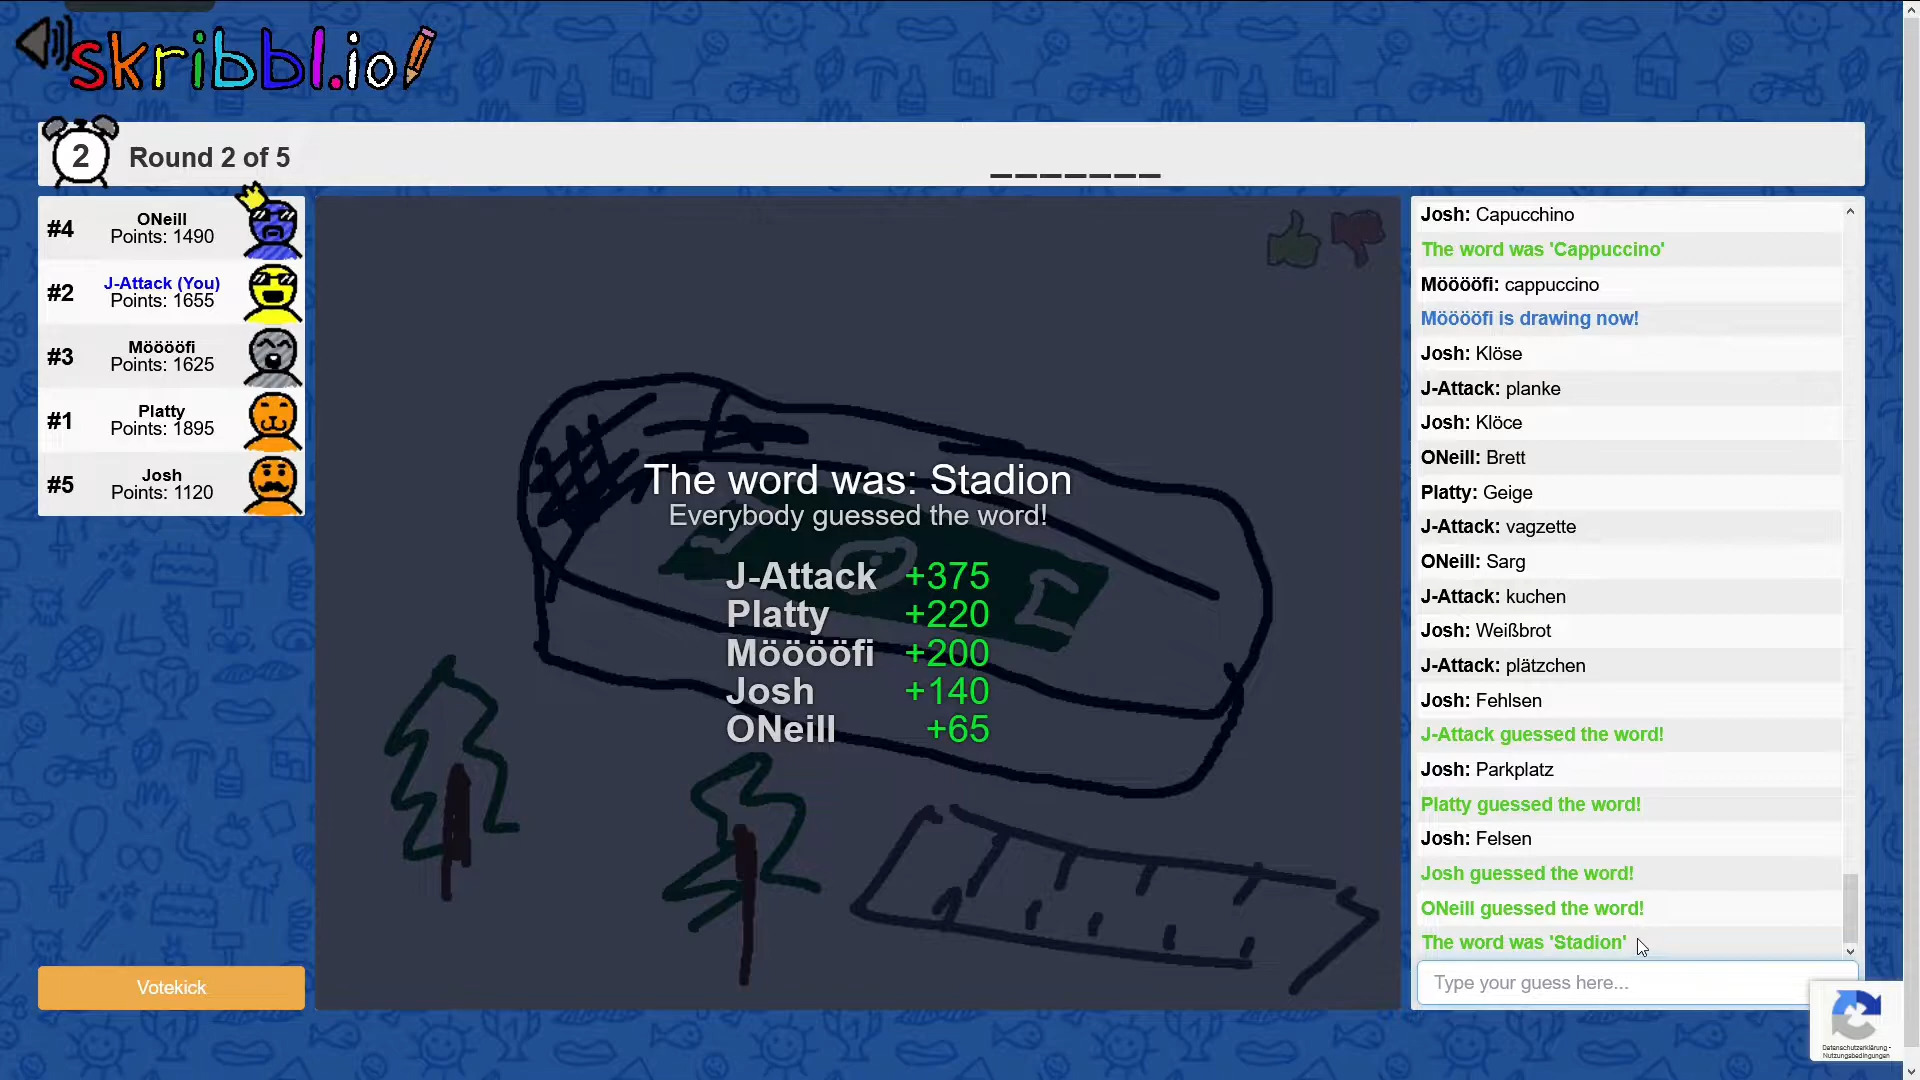 skribbl.io
2
Round 2 of 5
_______
#4
ONeill
Points: 1490
#2
J-Attack (You)
Points: 1655
#3
Mööööfi
Points: 1625
#1
Platty
Points: 1895
#5
Josh
Points: 1120
Votekick
The word was: Stadion
Everybody guessed the word!
J-Attack +375
Platty +220
Mööööfi +200
Josh +140
ONeill +65
Josh: Capucchino
The word was 'Cappuccino'
Mööööfi: cappuccino
Mööööfi is drawing now!
Josh: Klöse
J-Attack: planke
Josh: Klöce
ONeill: Brett
Platty: Geige
J-Attack: vagzette
ONeill: Sarg
J-Attack: kuchen
Josh: Weißbrot
J-Attack: plätzchen
Josh: Fehlsen
J-Attack guessed the word!
Josh: Parkplatz
Platty guessed the word!
Josh: Felsen
Josh guessed the word!
ONeill guessed the word!
The word was 'Stadion'
Type your guess here...
Datenschutzerklärung -
Nutzungsbedingungen